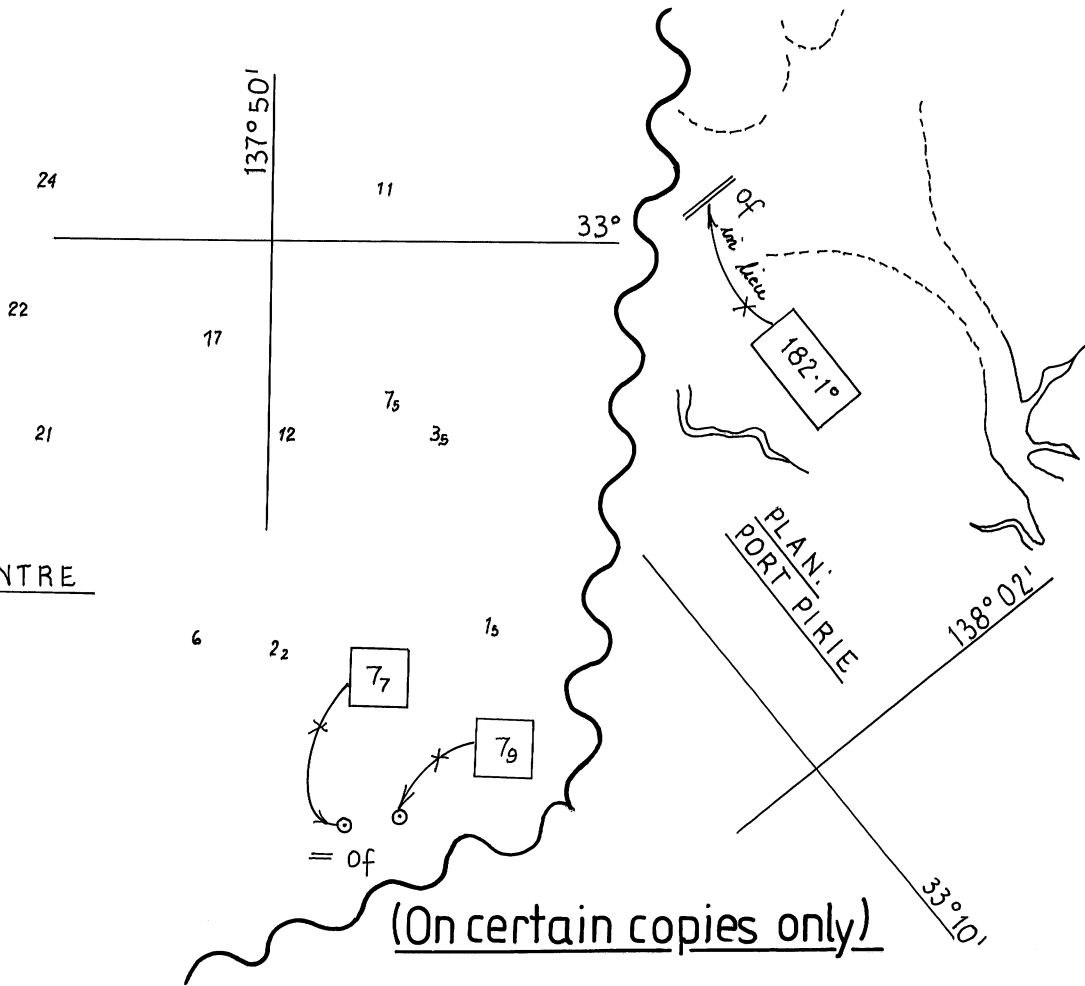 137° 50'
24
11
33°
of
in lieu
22
17
182·1°
7₅
21
12
3₅
PLAN:
PORT PIRIE
138° 02'
NTRE
6
2₂
1₅
7₇
7₉
= of
33° 10'
(On certain copies only)